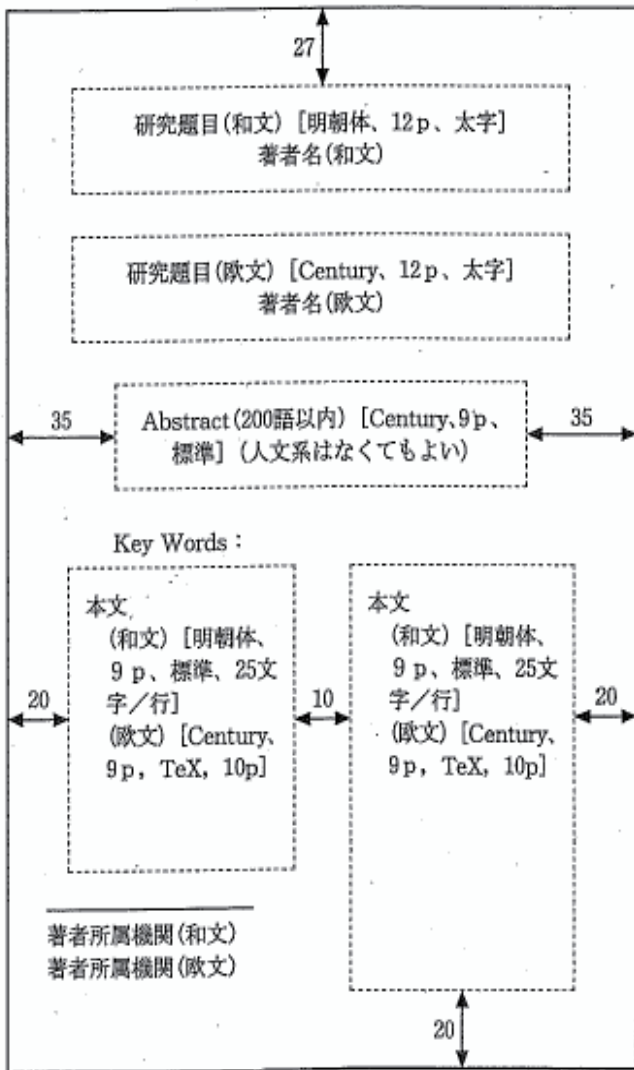 27
研究題目(和文) [明朝体、12p、太字]
著者名(和文)
研究題目(欧文) [Century、12p、太字]
著者名(欧文)
35
Abstract(200語以内) [Century、9p、
標準] (人文系はなくてもよい)
35
Key Words：
本文
(和文) [明朝体、
9p、標準、25文
字／行]
(欧文) [Century、
9p, TeX, 10p]
20
10
本文
(和文) [明朝体、
9p、標準、25文
字／行]
(欧文) [Century、
9p, TeX, 10p]
20
著者所属機関(和文)
著者所属機関(欧文)
20